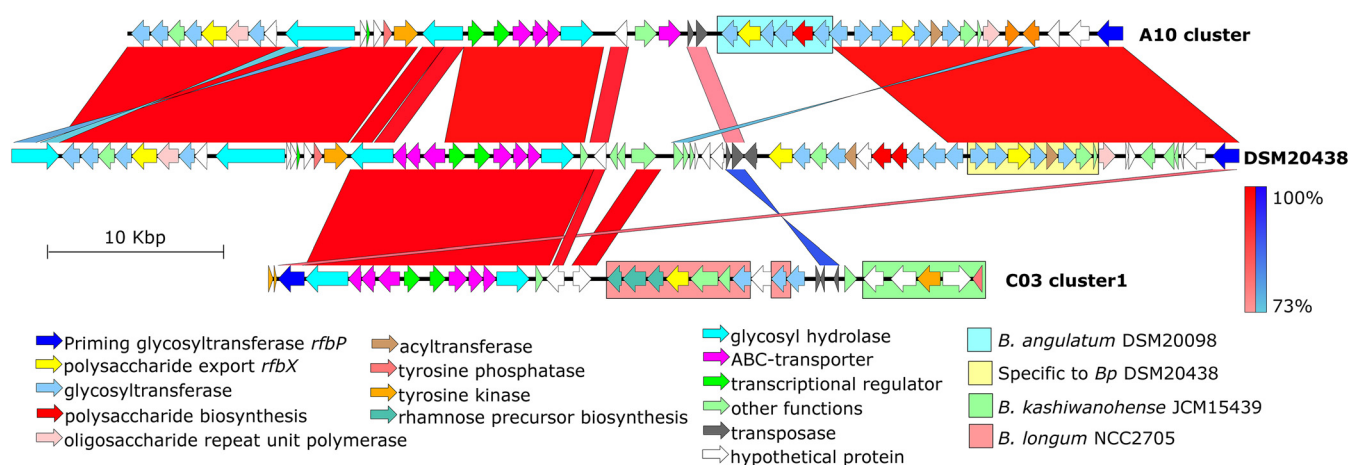 A10 cluster
DSM20438
100%
10 Kbp
73%
C03 cluster1
Priming glycosyltransferase rfbP
polysaccharide export rfbX
glycosyltransferase
polysaccharide biosynthesis
oligosaccharide repeat unit polymerase
acyltransferase
tyrosine phosphatase
tyrosine kinase
rhamnose precursor biosynthesis
glycosyl hydrolase
ABC-transporter
transcriptional regulator
other functions
transposase
hypothetical protein
B. angulatum DSM20098
Specific to Bp DSM20438
B. kashiwanohense JCM15439
B. longum NCC2705